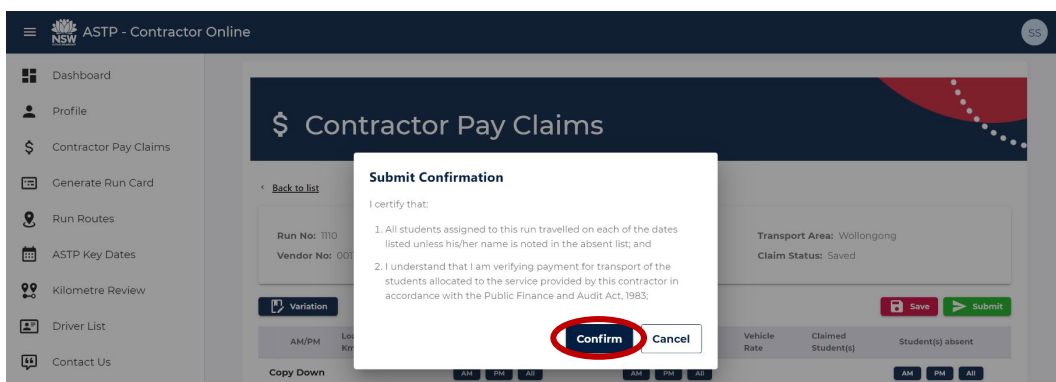 NSW
ASTP - Contractor Online
SS
Dashboard
Profile
Contractor Pay Claims
Generate Run Card
Run Routes
ASTP Key Dates
Kilometre Review
Driver List
Contact Us
$ Contractor Pay Claims
< Back to list
Run No: 1110
Vendor No: 001
Transport Area: Wollongong
Claim Status: Saved
Variation
Save
Submit
AM/PM
Vehicle Rate
Claimed Student(s)
Student(s) absent
Copy Down
AM PM All
AM PM All
AM PM All
Submit Confirmation
I certify that:
1. All students assigned to this run travelled on each of the dates
listed unless his/her name is noted in the absent list; and
2. I understand that I am verifying payment for transport of the
students allocated to the service provided by this contractor in
accordance with the Public Finance and Audit Act, 1983;
Confirm
Cancel